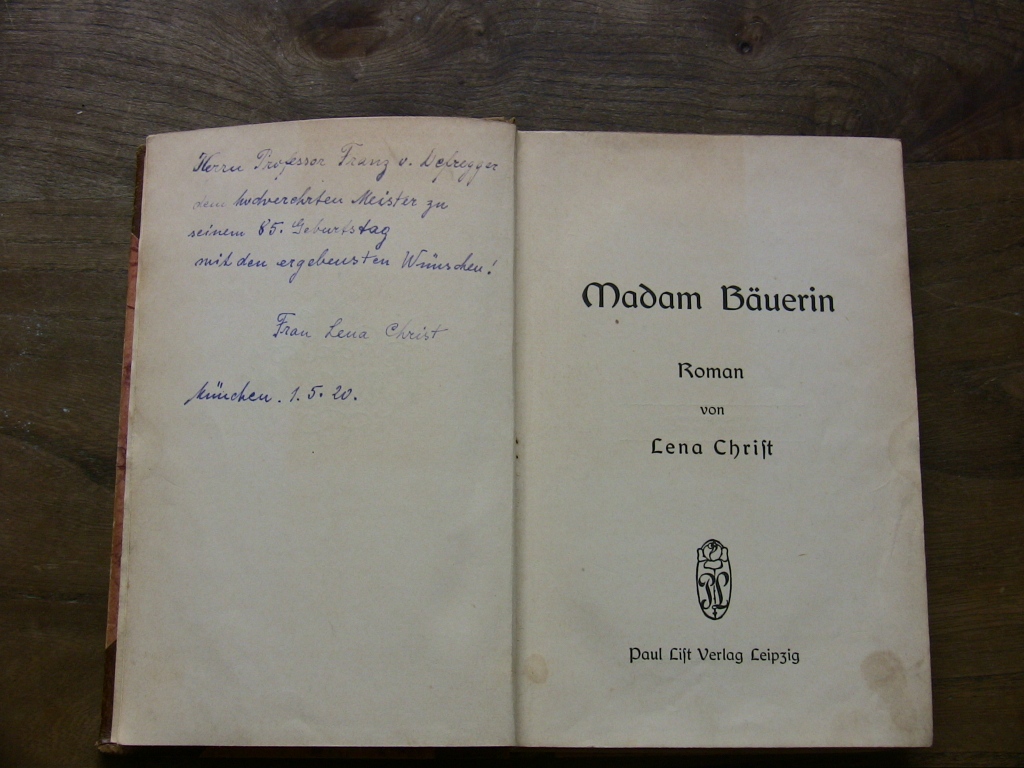 Herrn Professor Franz v. Defregger
dem hochverehrten Meister zu
seinem 85. Geburtstag
mit den ergebensten Wünschen!
Frau Lena Christ
München. 1. 5. 20.
Madam Bäuerin
Roman
von
Lena Chriſt
PL
Paul Liſt Verlag Leipzig